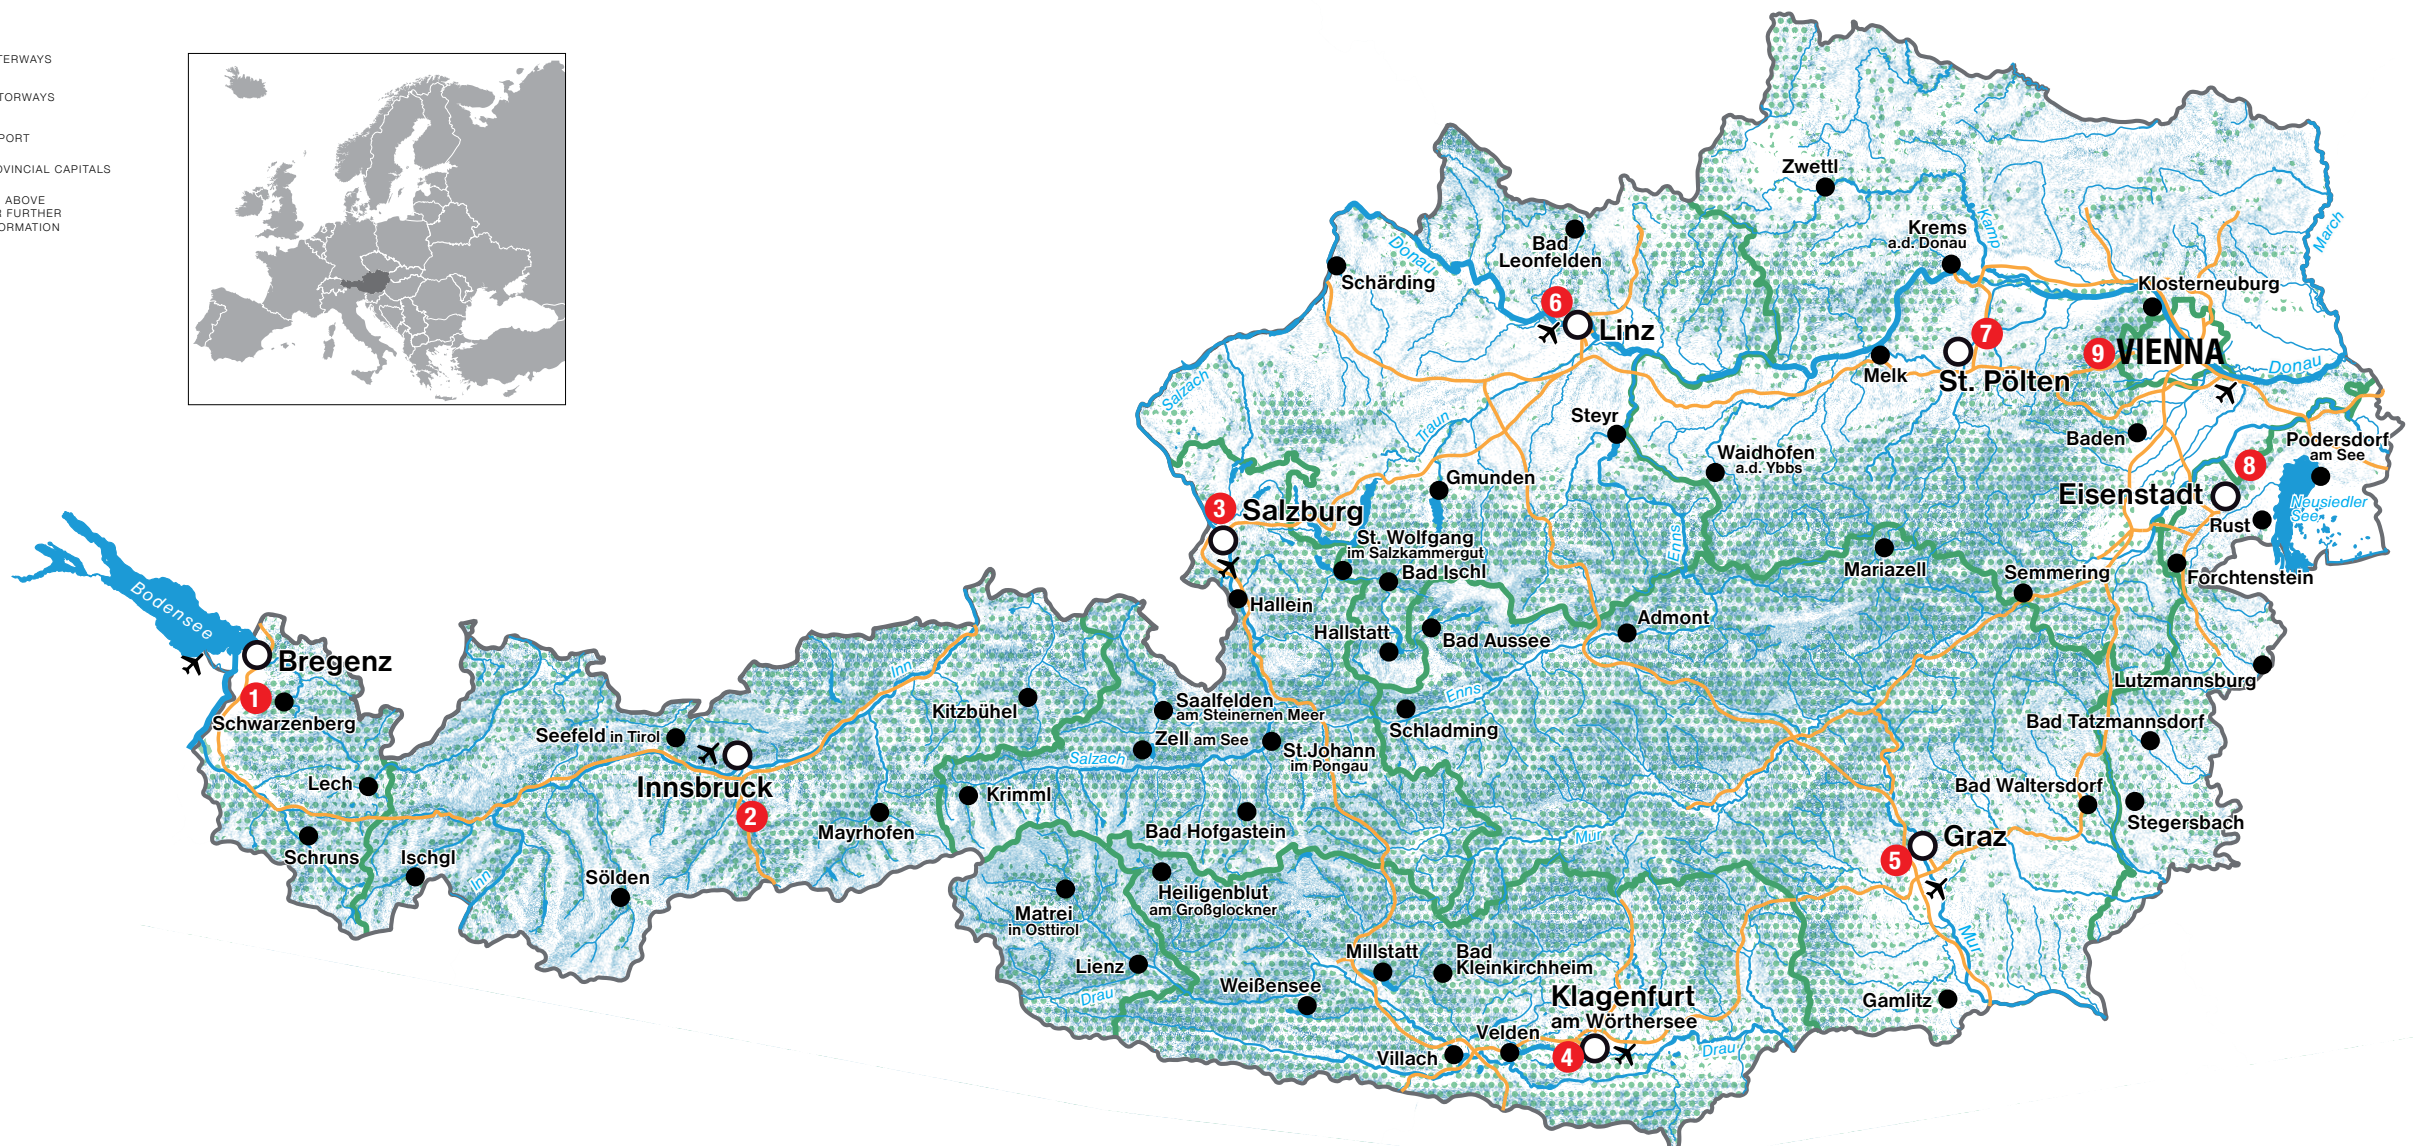 TERWAYS
TORWAYS
PORT
OVINCIAL CAPITALS
ABOVE
R FURTHER
ORMATION
Zwettl
Krems
a.d. Donau
Kamp
March
Bad
Leonfelden
Donau
Schärding
Klosterneuburg
6
Linz
7
9
VIENNA
Melk
St. Pölten
Donau
Salzach
Traun
Steyr
Baden
Podersdorf
am See
Waidhofen
a.d. Ybbs
8
Gmunden
Eisenstadt
Neusiedler
See
Rust
3
Salzburg
St. Wolfgang
im Salzkammergut
Enns
Bad Ischl
Mariazell
Semmering
Forchtenstein
Bodensee
Hallein
Hallstatt
Bad Aussee
Admont
Bregenz
Inn
Lutzmannsburg
1
Schwarzenberg
Kitzbühel
Saalfelden
am Steinernen Meer
Enns
Schladming
Bad Tatzmannsdorf
Seefeld in Tirol
Zell am See
St.Johann
im Pongau
Salzach
Lech
Innsbruck
Krimml
Bad Waltersdorf
2
Mayrhofen
Bad Hofgastein
Mur
Stegersbach
Graz
Schruns
Ischgl
5
Inn
Sölden
Heiligenblut
am Großglockner
Matrei
in Osttirol
Mur
Millstatt
Bad
Kleinkirchheim
Lienz
Weißensee
Drau
Klagenfurt
am Wörthersee
Gamlitz
Velden
Villach
4
Drau